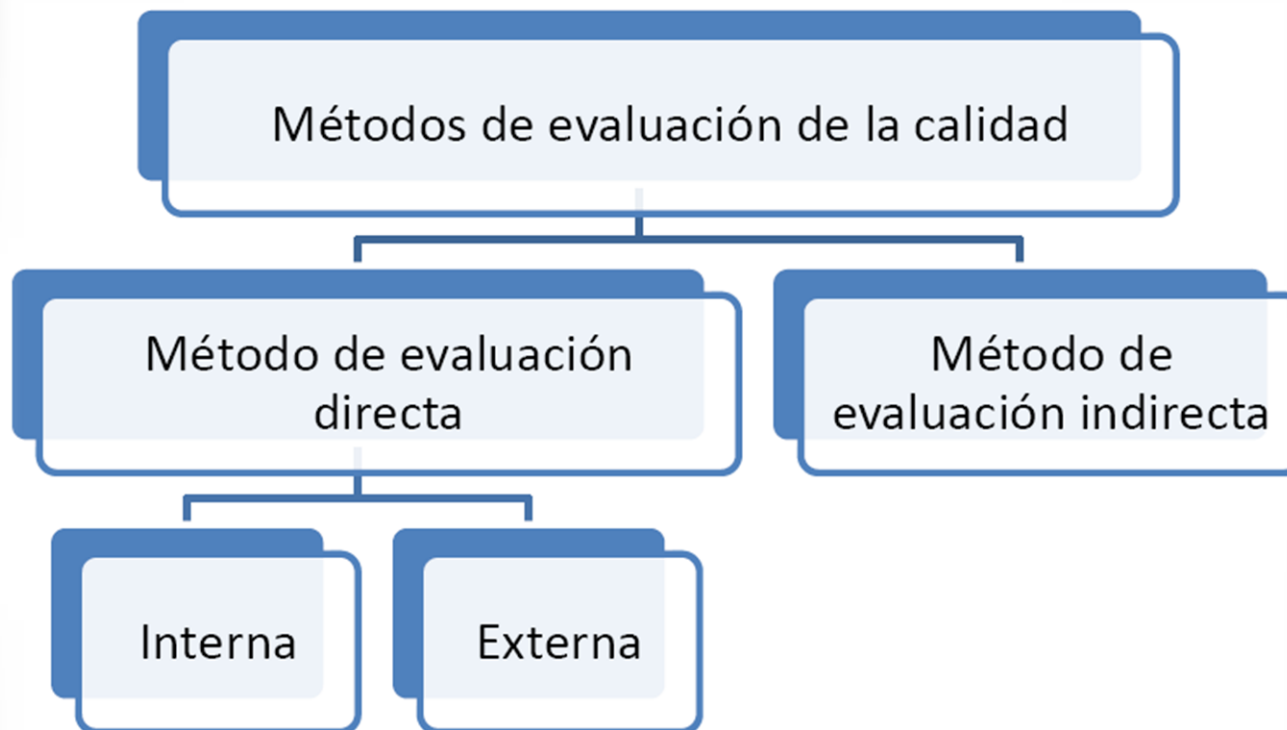 Métodos de evaluación de la calidad
Método de evaluación
directa
Método de
evaluación indirecta
Interna
Externa